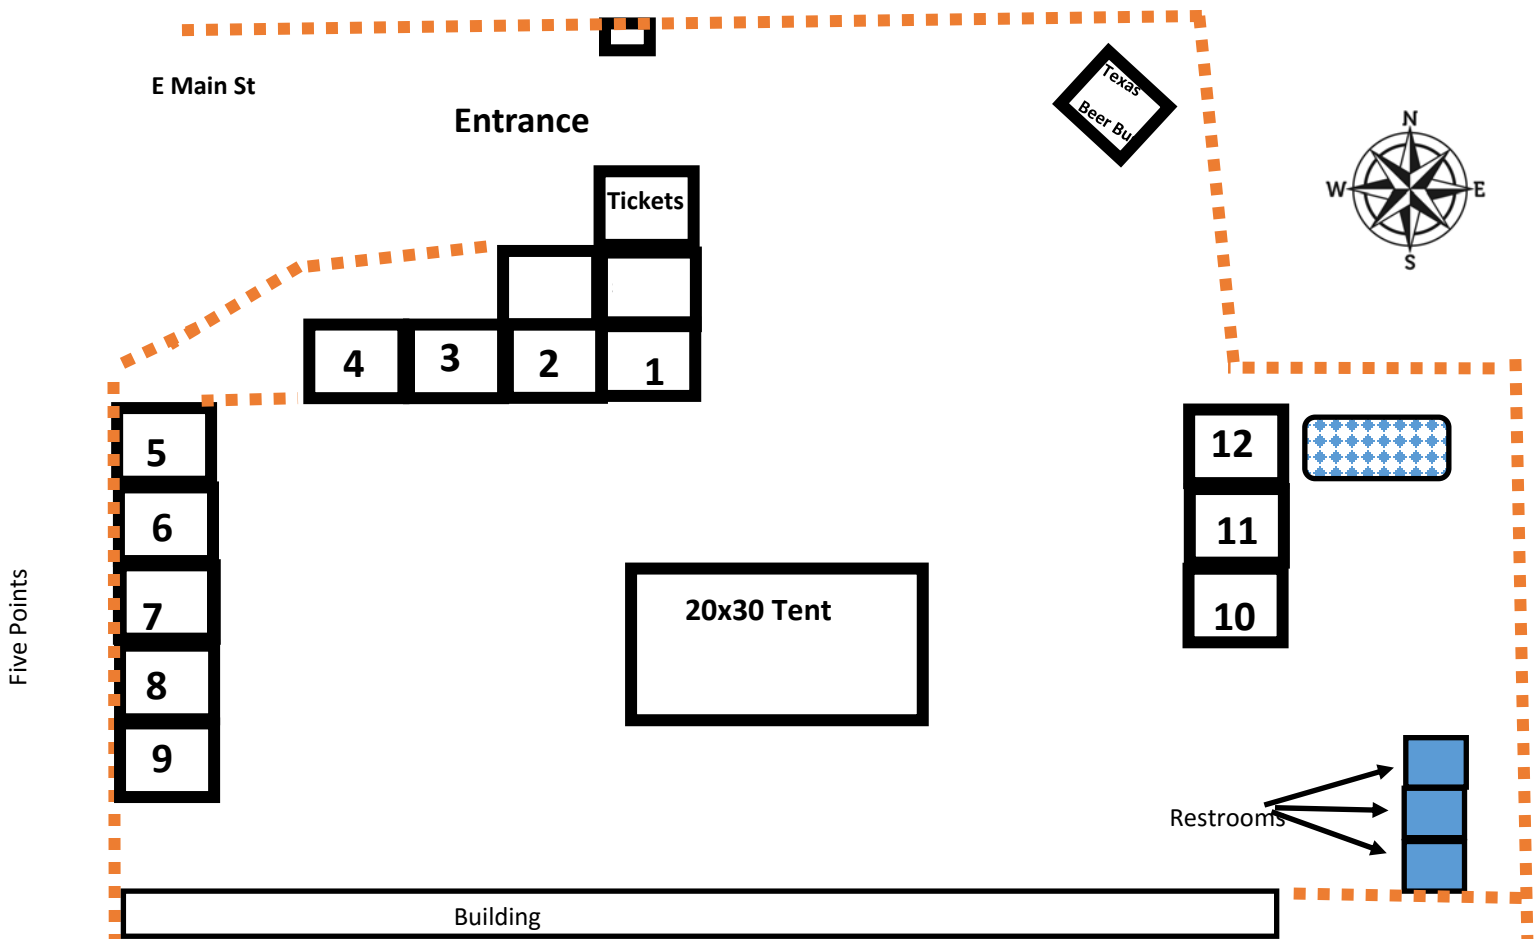 E Main St
Entrance
Texas
Beer Bu
N
W
E
S
Tickets
4
3
2
1
5
6
7
8
9
12
11
10
20x30 Tent
Five Points
Restrooms
Building